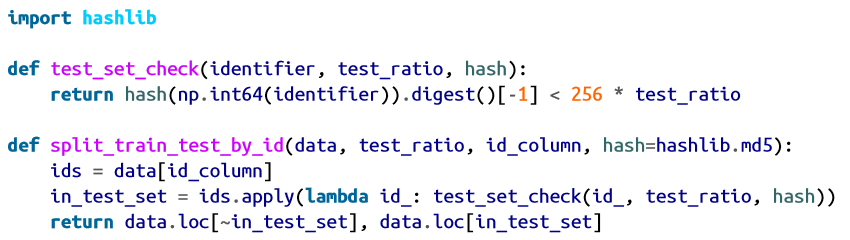 import hashlib
def test_set_check(identifier, test_ratio, hash):
    return hash(np.int64(identifier)).digest()[-1] < 256 * test_ratio
def split_train_test_by_id(data, test_ratio, id_column, hash=hashlib.md5):
    ids = data[id_column]
    in_test_set = ids.apply(lambda id_: test_set_check(id_, test_ratio, hash))
    return data.loc[~in_test_set], data.loc[in_test_set]